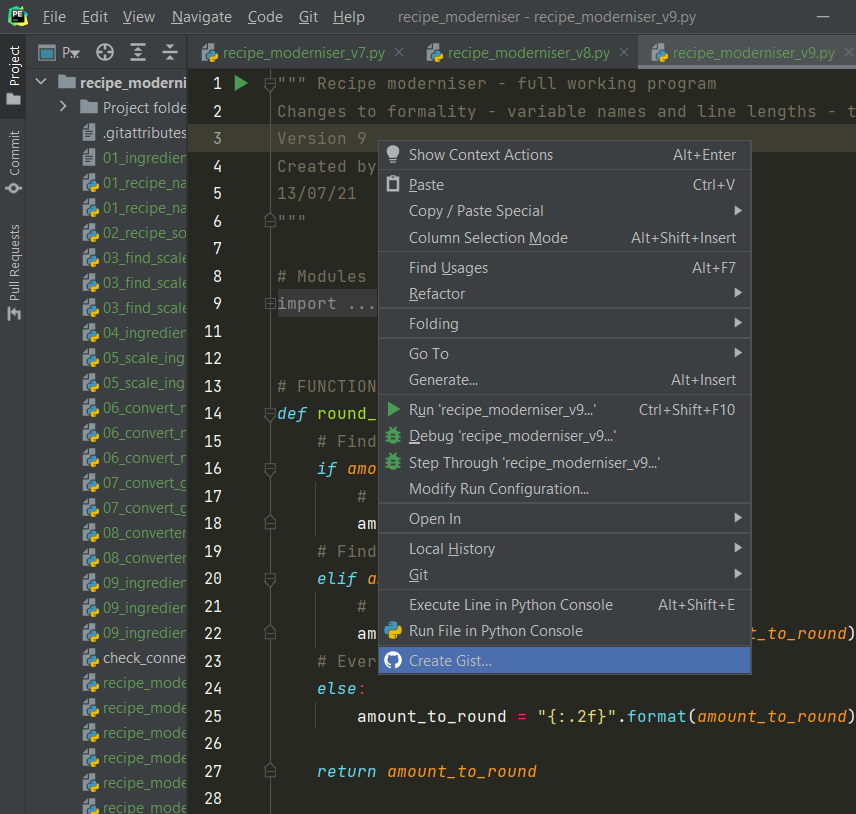 PE File Edit View Navigate Code Git Help recipe_moderniser - recipe_moderniser_v9.py
P... recipe_moderniser_v7.py recipe_moderniser_v8.py recipe_moderniser_v9.py
Project
Commit
Pull Requests
recipe_moderni
Project folde
.gitattributes
01_ingredien
01_recipe_na
01_recipe_na
02_recipe_so
03_find_scale
03_find_scale
03_find_scale
04_ingredien
05_scale_ing
05_scale_ing
06_convert_r
06_convert_r
06_convert_r
07_convert_g
07_convert_g
08_converter
08_converter
09_ingredien
09_ingredien
09_ingredien
check_conne
recipe_mode
recipe_mode
recipe_mode
recipe_mode
recipe_mode
recipe_mode
1 """ Recipe moderniser - full working program
2 Changes to formality - variable names and line lengths - t
3 Version 9
4 Created by
5 13/07/21
6 """
7
8 # Modules
9 import ...
11
12
13 # FUNCTION
14 def round_
15 # Find
16 if amo
17 #
18 am
19 # Find
20 elif a
21 #
22 am t_to_round)
23 # Ever
24 else:
25 amount_to_round = "{:.2f}".format(amount_to_round)
26
27 return amount_to_round
28
Show Context Actions Alt+Enter
Paste Ctrl+V
Copy / Paste Special
Column Selection Mode Alt+Shift+Insert
Find Usages Alt+F7
Refactor
Folding
Go To
Generate... Alt+Insert
Run 'recipe_moderniser_v9...' Ctrl+Shift+F10
Debug 'recipe_moderniser_v9...'
Step Through 'recipe_moderniser_v9...'
Modify Run Configuration...
Open In
Local History
Git
Execute Line in Python Console Alt+Shift+E
Run File in Python Console
Create Gist...